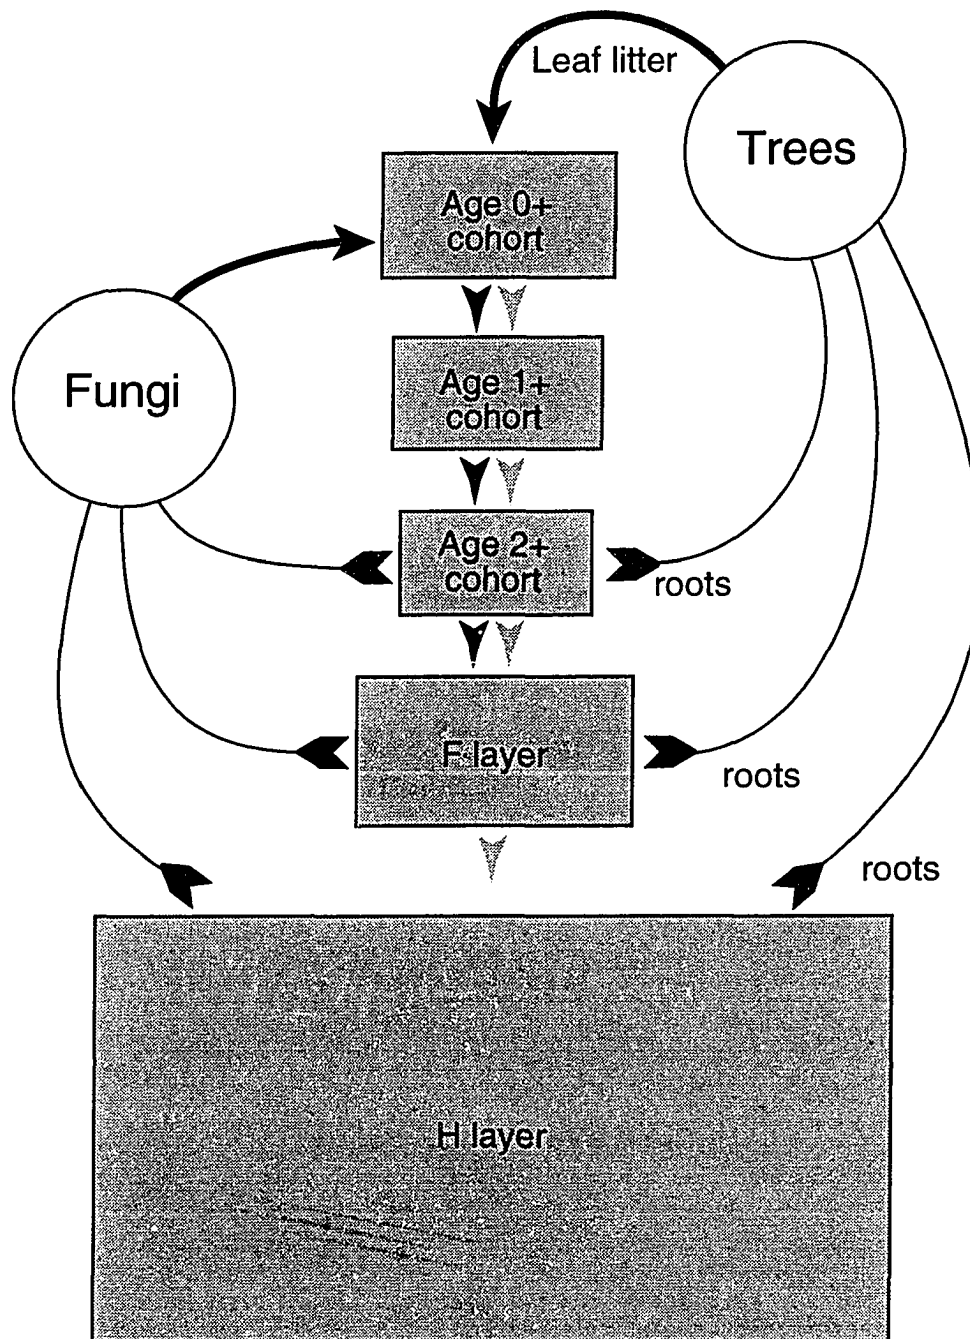 Leaf litter
Trees
Age 0+
cohort
Fungi
Age 1+
cohort
Age 2+
cohort
roots
F layer
roots
roots
H layer